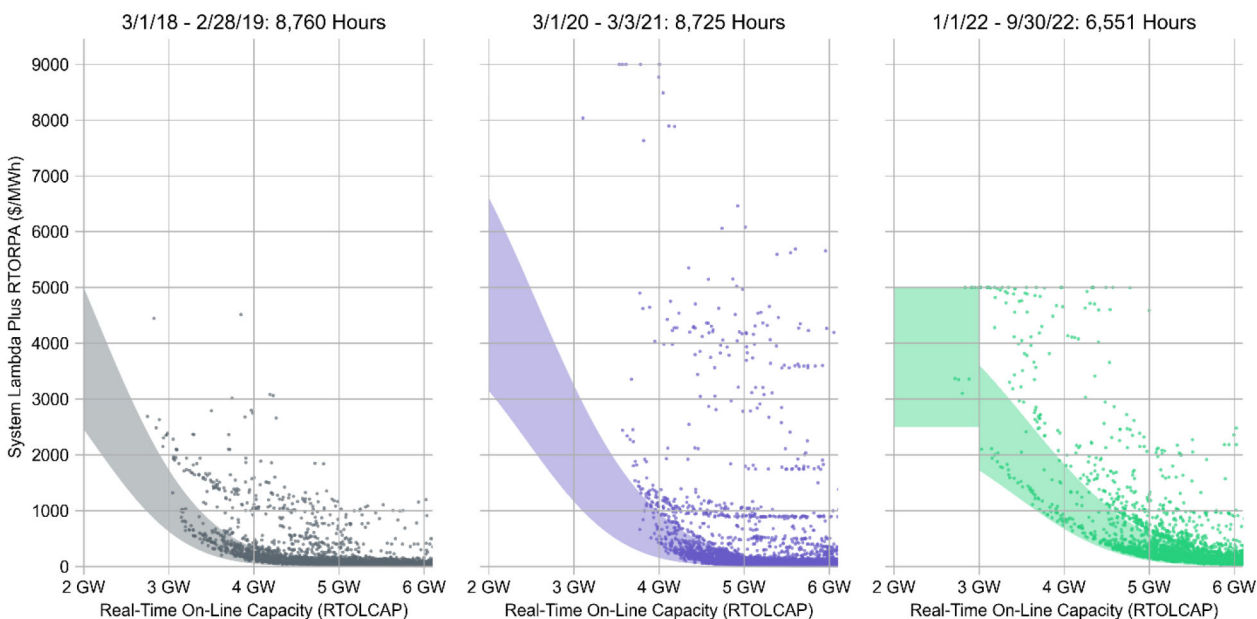 3/1/18 - 2/28/19: 8,760 Hours
3/1/20 - 3/3/21: 8,725 Hours
1/1/22 - 9/30/22: 6,551 Hours
System Lambda Plus RTORPA ($/MWh)
9000
8000
7000
6000
5000
4000
3000
2000
1000
0
2 GW 3 GW 4 GW 5 GW 6 GW
2 GW 3 GW 4 GW 5 GW 6 GW
2 GW 3 GW 4 GW 5 GW 6 GW
Real-Time On-Line Capacity (RTOLCAP)
Real-Time On-Line Capacity (RTOLCAP)
Real-Time On-Line Capacity (RTOLCAP)